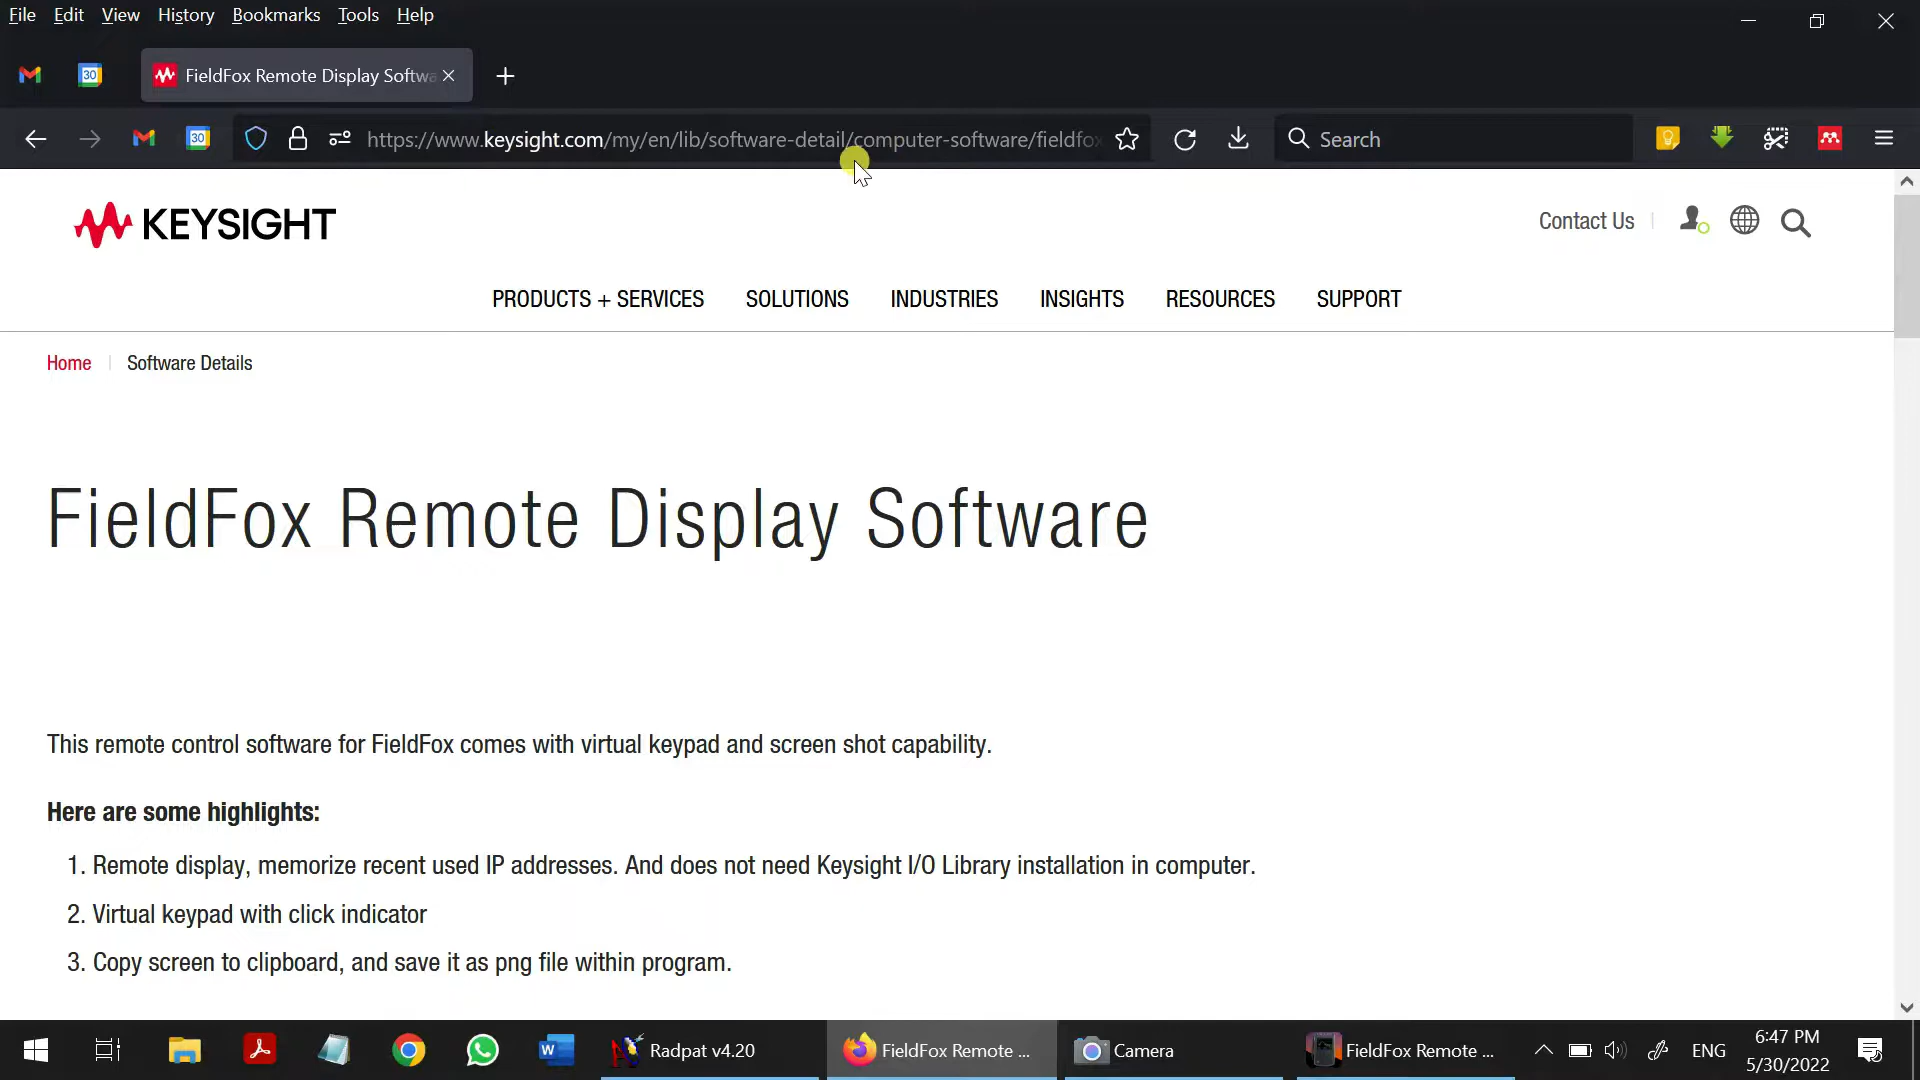 File Edit View History Bookmarks Tools Help
30 FieldFox Remote Display Softwa
30 https://www.keysight.com/my/en/lib/software-detail/computer-software/fieldfox Search
KEYSIGHT
Contact Us
PRODUCTS + SERVICES SOLUTIONS INDUSTRIES INSIGHTS RESOURCES SUPPORT
Home Software Details
FieldFox Remote Display Software
This remote control software for FieldFox comes with virtual keypad and screen shot capability.
Here are some highlights:
1. Remote display, memorize recent used IP addresses. And does not need Keysight I/O Library installation in computer.
2. Virtual keypad with click indicator
3. Copy screen to clipboard, and save it as png file within program.
Radpat v4.20 FieldFox Remote ... Camera FieldFox Remote ... ENG 6:47 PM
5/30/2022